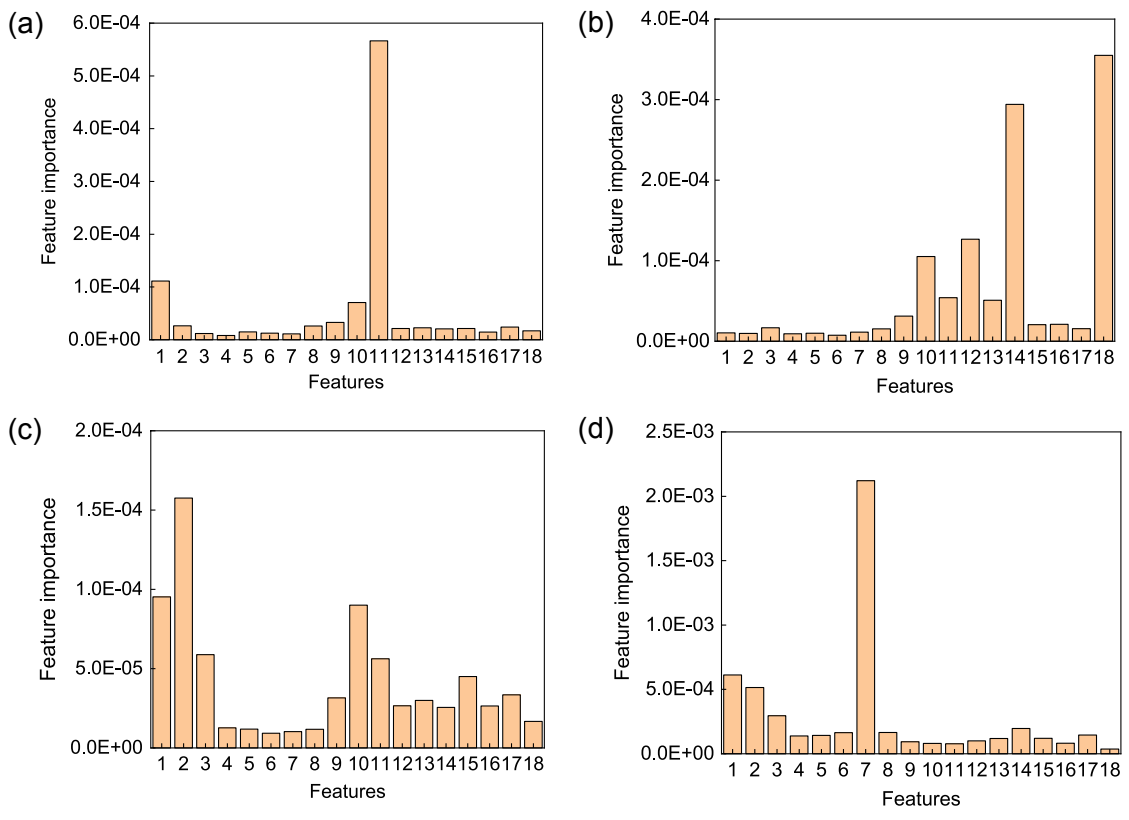 (a)
Feature importance
6.0E-04
5.0E-04
4.0E-04
3.0E-04
2.0E-04
1.0E-04
0.0E+00
1 2 3 4 5 6 7 8 9 10 11 12 13 14 15 16 17 18
Features
(b)
Feature importance
4.0E-04
3.0E-04
2.0E-04
1.0E-04
0.0E+00
1 2 3 4 5 6 7 8 9 10 11 12 13 14 15 16 17 18
Features
(c)
Feature importance
2.0E-04
1.5E-04
1.0E-04
5.0E-05
0.0E+00
1 2 3 4 5 6 7 8 9 10 11 12 13 14 15 16 17 18
Features
(d)
Feature importance
2.5E-03
2.0E-03
1.5E-03
1.0E-03
5.0E-04
0.0E+00
1 2 3 4 5 6 7 8 9 10 11 12 13 14 15 16 17 18
Features